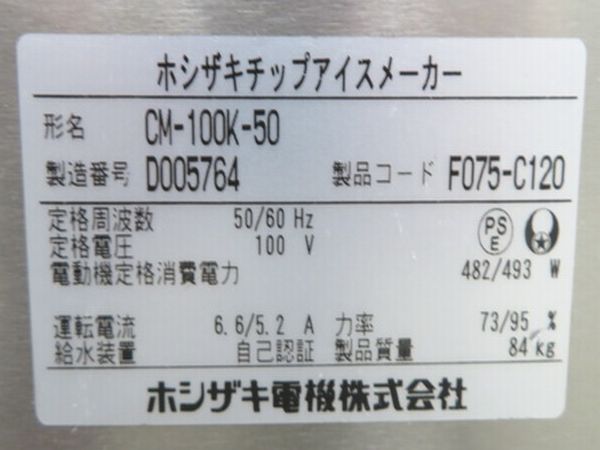 ホシザキチップアイスメーカー
形名 CM-100K-50
製造番号 D005764 製品コード F075-C120
定格周波数 50/60 Hz
定格電圧 100 V
PS E
電動機定格消費電力 482/493 W
運転電流 6.6/5.2 A 力率 73/95 %
給水装置 自己認証 製品質量 84 kg
ホシザキ電機株式会社